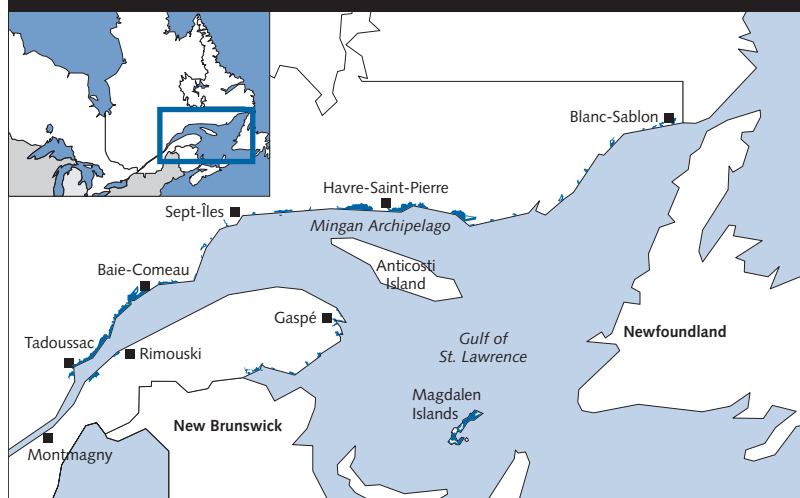 Blanc-Sablon
Havre-Saint-Pierre
Sept-Îles
Mingan Archipelago
Baie-Comeau
Anticosti
Island
Gaspé
Tadoussac
Rimouski
Gulf of
St. Lawrence
Newfoundland
Magdalen
Islands
New Brunswick
Montmagny